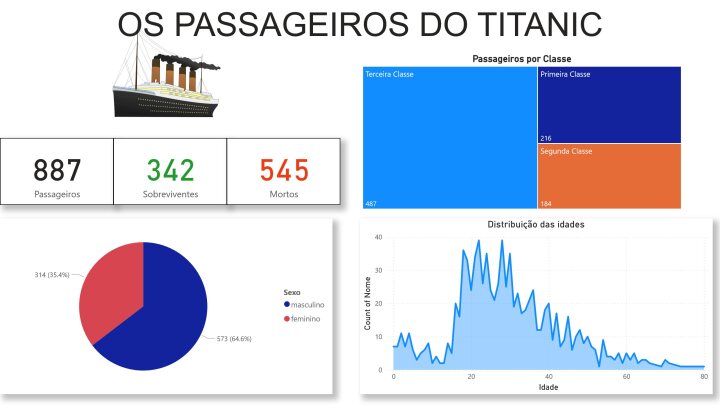 OS PASSAGEIROS DO TITANIC
887
Passageiros
342
Sobreviventes
545
Mortos
Passageiros por Classe
Terceira Classe
487
Primeira Classe
216
Segunda Classe
184
314 (35.4%)
573 (64.6%)
Sexo
masculino
feminino
Distribuição das idades
Count of Nome
40
30
20
10
0
0
20
40
60
80
Idade